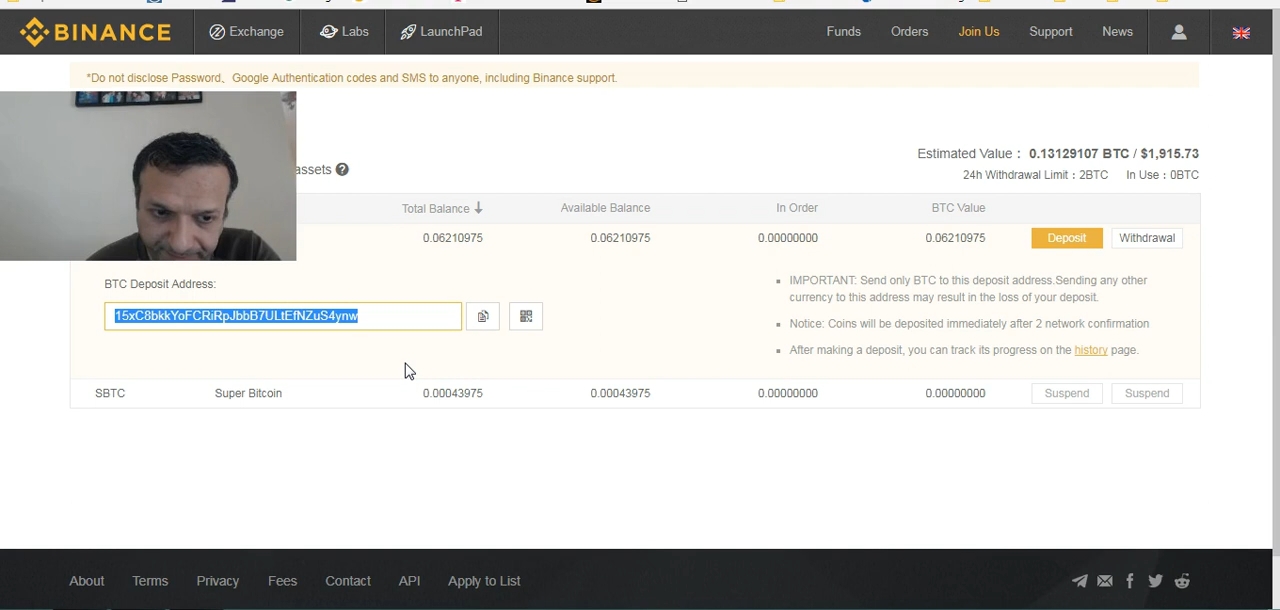 BINANCE
Exchange
Labs
LaunchPad
Funds
Orders
Join Us
Support
News
*Do not disclose Password、Google Authentication codes and SMS to anyone, including Binance support.
Estimated Value： 0.13129107 BTC / $1,915.73
assets ?
24h Withdrawal Limit：2BTC In Use：0BTC
Total Balance
Available Balance
In Order
BTC Value
0.06210975
0.06210975
0.00000000
0.06210975
Deposit
Withdrawal
BTC Deposit Address:
15xC8bkkYoFCRiRpJbbB7ULtEfNZuS4ynw
IMPORTANT: Send only BTC to this deposit address.Sending any other
currency to this address may result in the loss of your deposit.
Notice: Coins will be deposited immediately after 2 network confirmation
After making a deposit, you can track its progress on the history page.
SBTC
Super Bitcoin
0.00043975
0.00043975
0.00000000
0.00000000
Suspend
Suspend
About
Terms
Privacy
Fees
Contact
API
Apply to List